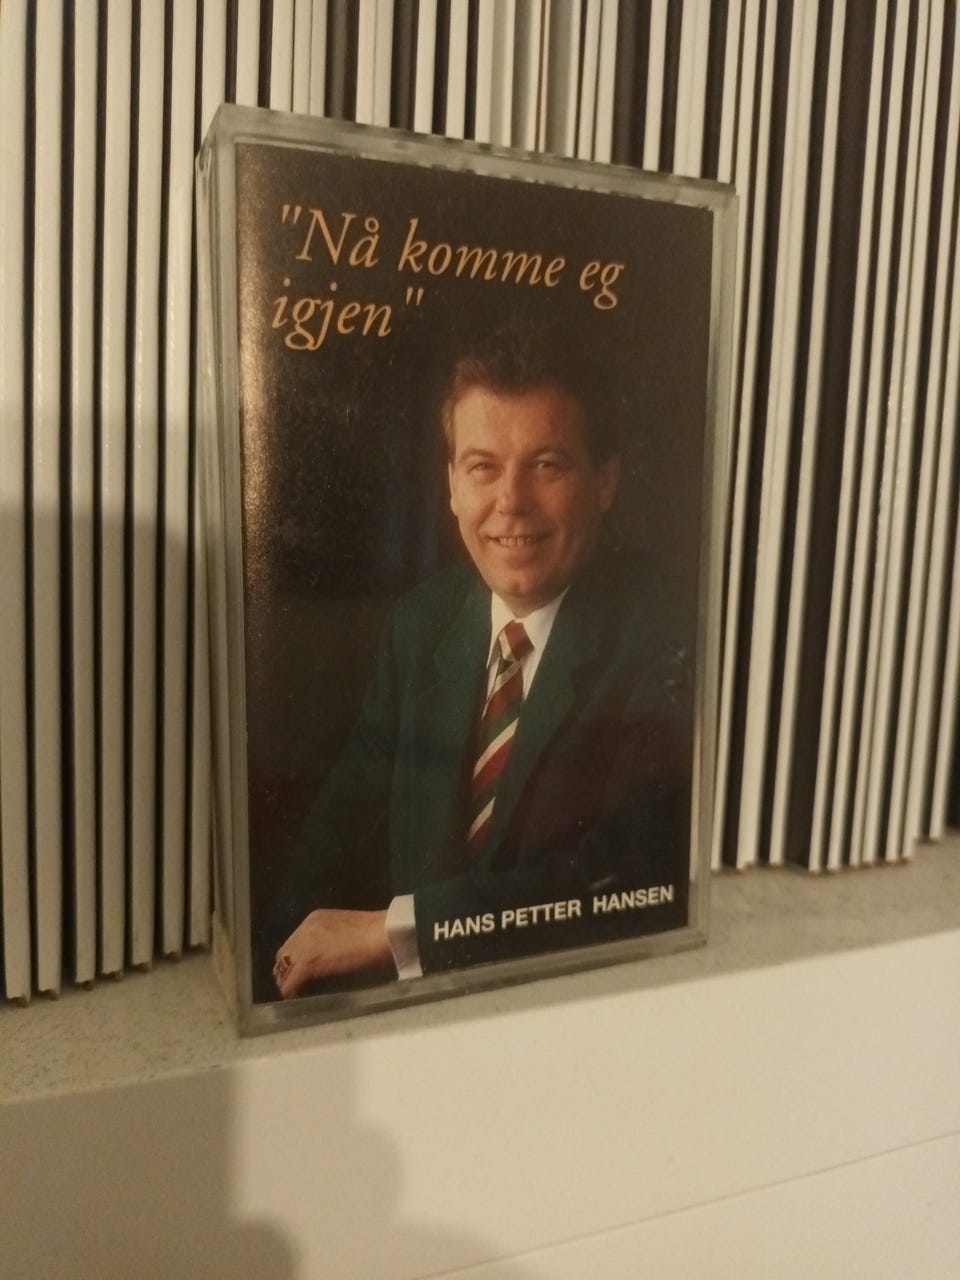 "Nå komme eg
igjen"
HANS PETTER HANSEN